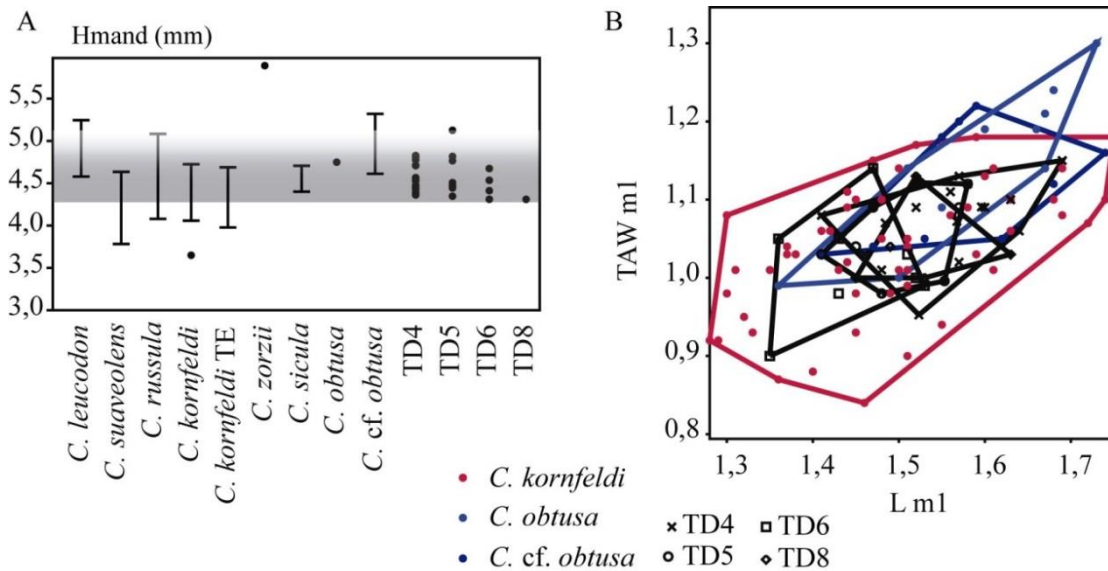 A
Hmand (mm)
5,5
5,0
4,5
4,0
3,5
3,0
C. leucodon
C. suaveolens
C. russula
C. kornfeldi
C. kornfeldi TE
C. zorzii
C. sicula
C. obtusa
C. cf. obtusa
TD4
TD5
TD6
TD8
B
TAW m1
1,3
1,2
1,1
1,0
0,9
0,8
1,3 1,4 1,5 1,6 1,7
L m1
C. kornfeldi
C. obtusa
C. cf. obtusa
TD4 TD6
TD5 TD8